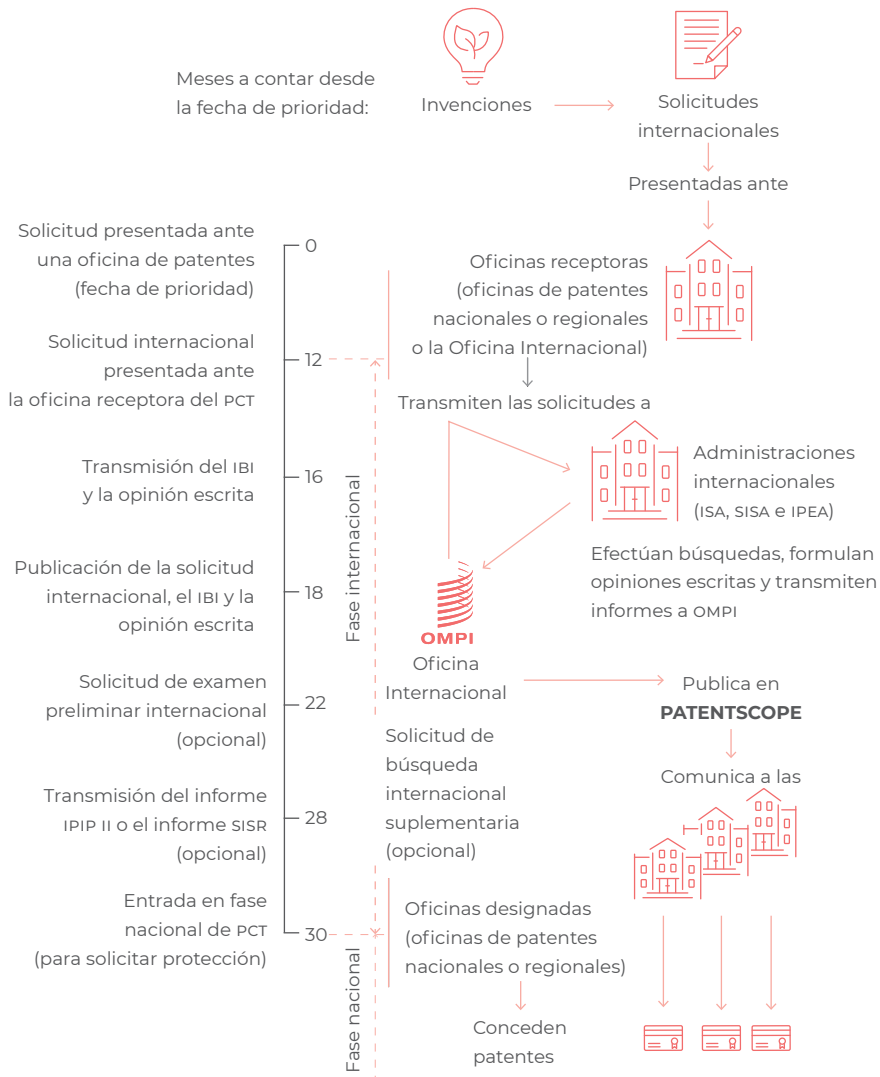 Meses a contar desde
la fecha de prioridad:
Invenciones
Solicitudes
internacionales
Presentadas ante
Solicitud presentada ante
una oficina de patentes
(fecha de prioridad)
0
Oficinas receptoras
(oficinas de patentes
nacionales o regionales
o la Oficina Internacional)
Solicitud internacional
presentada ante
la oficina receptora del PCT
12
Transmiten las solicitudes a
Transmisión del IBI
y la opinión escrita
16
Administraciones
internacionales
(ISA, SISA e IPEA)
Efectúan búsquedas, formulan
opiniones escritas y transmiten
informes a OMPI
Publicación de la solicitud
internacional, el IBI y la
opinión escrita
18
Fase internacional
OMPI
Oficina
Internacional
Publica en
PATENTSCOPE
Solicitud de examen
preliminar internacional
(opcional)
22
Solicitud de
búsqueda
internacional
suplementaria
(opcional)
Comunica a las
Transmisión del informe
IPIP II o el informe SISR
(opcional)
28
Entrada en fase
nacional de PCT
(para solicitar protección)
30
Oficinas designadas
(oficinas de patentes
nacionales o regionales)
Fase nacional
Conceden
patentes